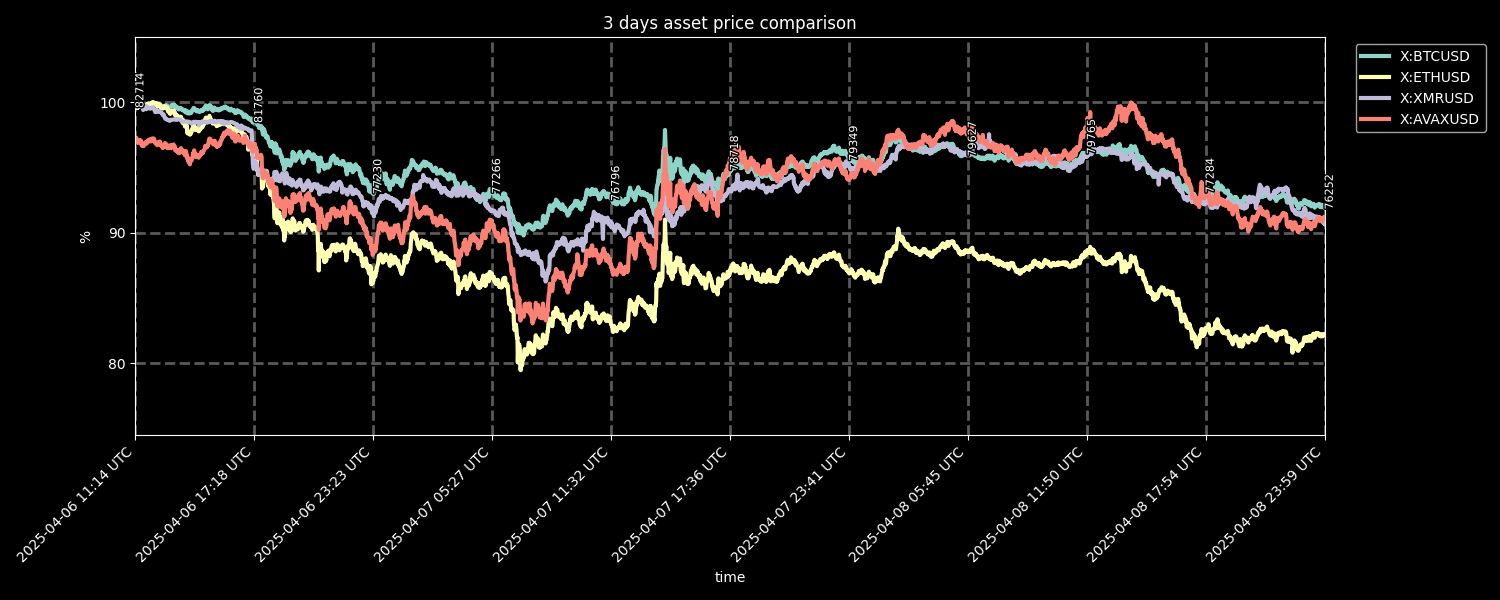 3 days asset price comparison
X:BTCUSD
X:ETHUSD
X:XMRUSD
X:AVAXUSD
100
90
80
%
82714
81760
77230
77266
76796
78718
79349
79627
79765
77284
76252
2025-04-06 11:14 UTC
2025-04-06 17:18 UTC
2025-04-06 23:23 UTC
2025-04-07 05:27 UTC
2025-04-07 11:32 UTC
2025-04-07 17:36 UTC
2025-04-07 23:41 UTC
2025-04-08 05:45 UTC
2025-04-08 11:50 UTC
2025-04-08 17:54 UTC
2025-04-08 23:59 UTC
time